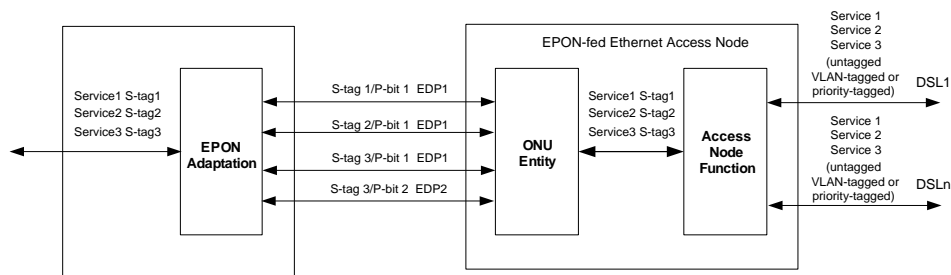 EPON-fed Ethernet Access Node
Service1 S-tag1
Service2 S-tag2
Service3 S-tag3
EPON
Adaptation
S-tag 1/P-bit 1 EDP1
S-tag 2/P-bit 1 EDP1
S-tag 3/P-bit 1 EDP1
S-tag 3/P-bit 2 EDP2
ONU
Entity
Service1 S-tag1
Service2 S-tag2
Service3 S-tag3
Access
Node
Function
Service 1
Service 2
Service 3
(untagged
VLAN-tagged or
priority-tagged)
DSL1
Service 1
Service 2
Service 3
(untagged
VLAN-tagged or
priority-tagged)
DSLn